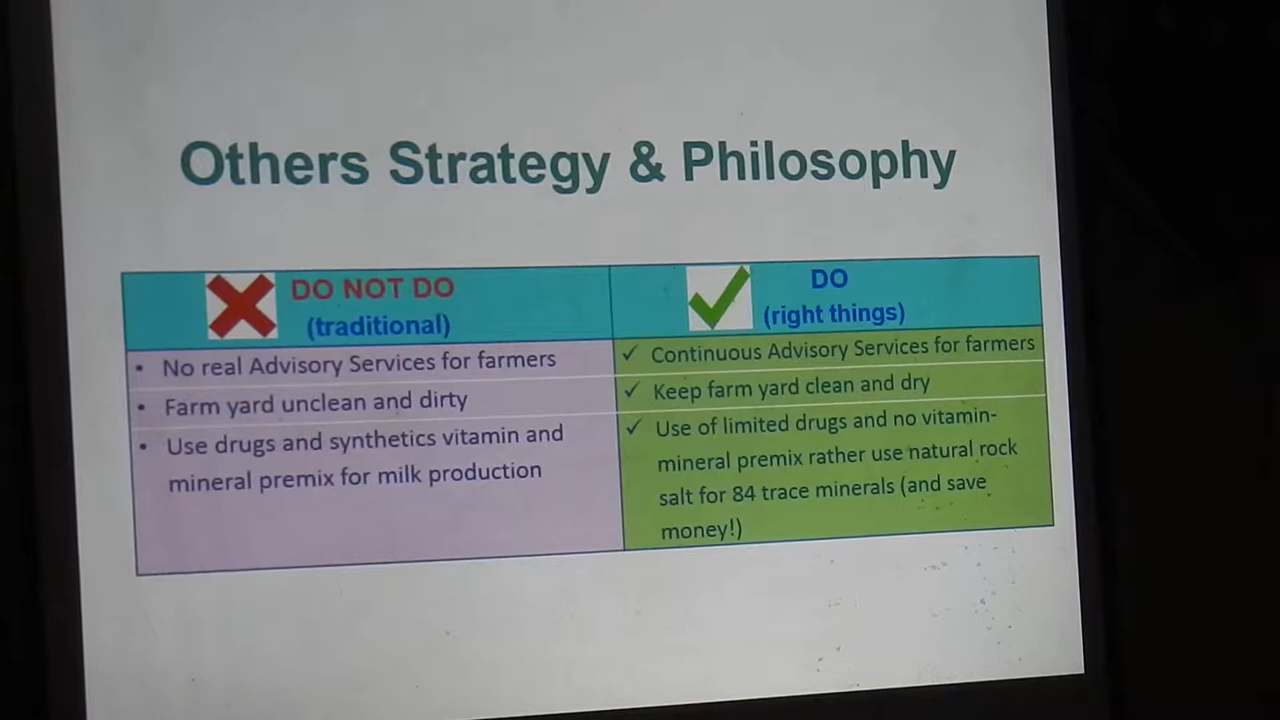 Others Strategy & Philosophy
DO NOT DO
(traditional)
DO
(right things)
• No real Advisory Services for farmers
• Farm yard unclean and dirty
• Use drugs and synthetics vitamin and
mineral premix for milk production
✓ Continuous Advisory Services for farmers
✓ Keep farm yard clean and dry
✓ Use of limited drugs and no vitamin-
mineral premix rather use natural rock
salt for 84 trace minerals (and save
money!)